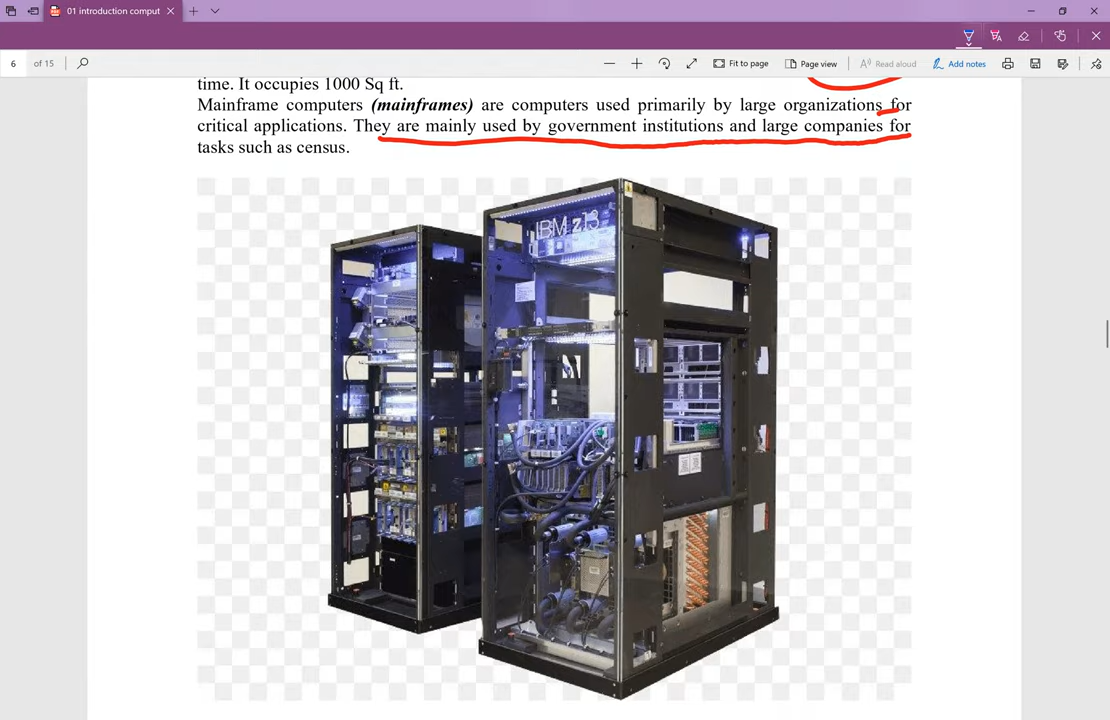 01 introduction comput
6 of 15
Fit to page
Page view
Read aloud
Add notes
time. It occupies 1000 Sq ft.
Mainframe computers (mainframes) are computers used primarily by large organizations for
critical applications. They are mainly used by government institutions and large companies for
tasks such as census.
IBM z13